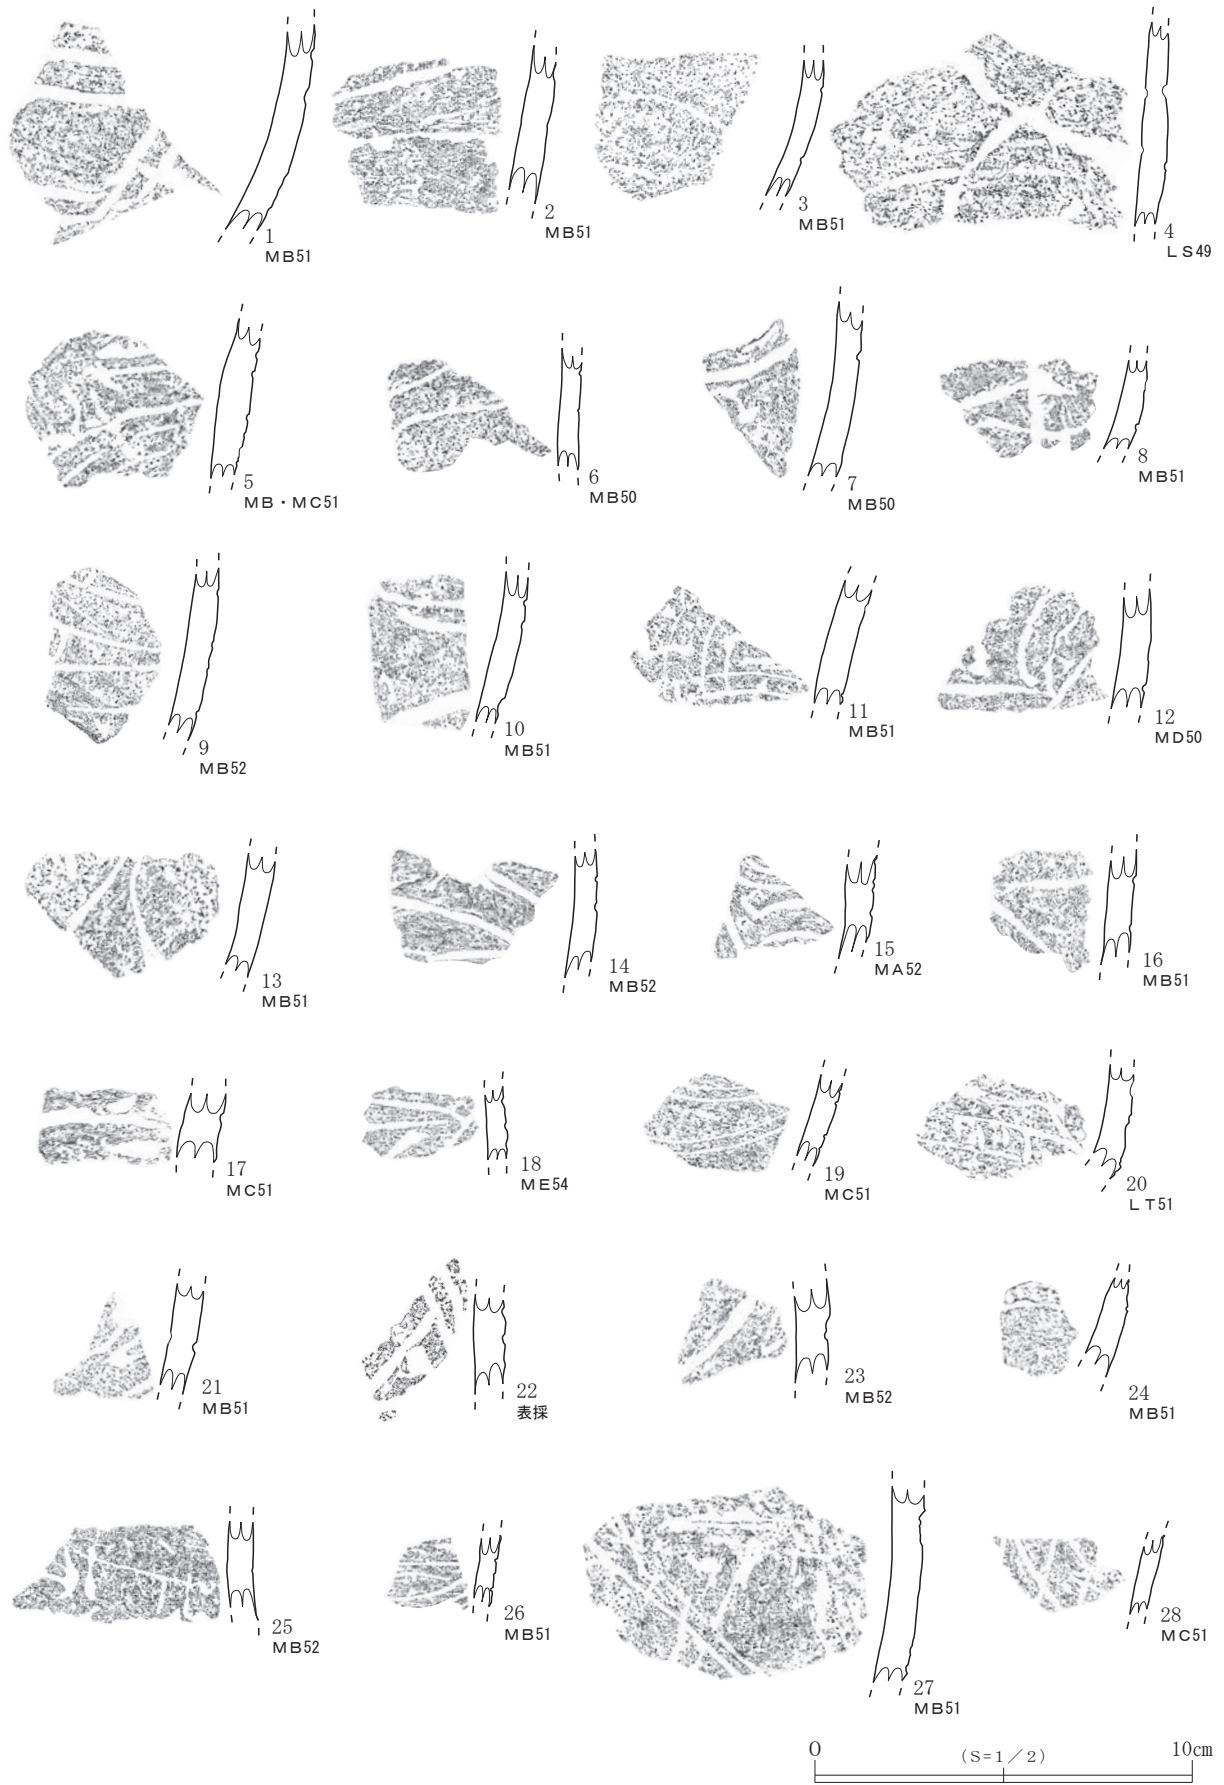 1
MB51
2
MB51
3
MB51
4
LS49
5
MB・MC51
6
MB50
7
MB50
8
MB51
9
MB52
10
MB51
11
MB51
12
MD50
13
MB51
14
MB52
15
MA52
16
MB51
17
MC51
18
ME54
19
MC51
20
LT51
21
MB51
22
表採
23
MB52
24
MB51
25
MB52
26
MB51
27
MB51
28
MC51
0 (S=1/2) 10cm